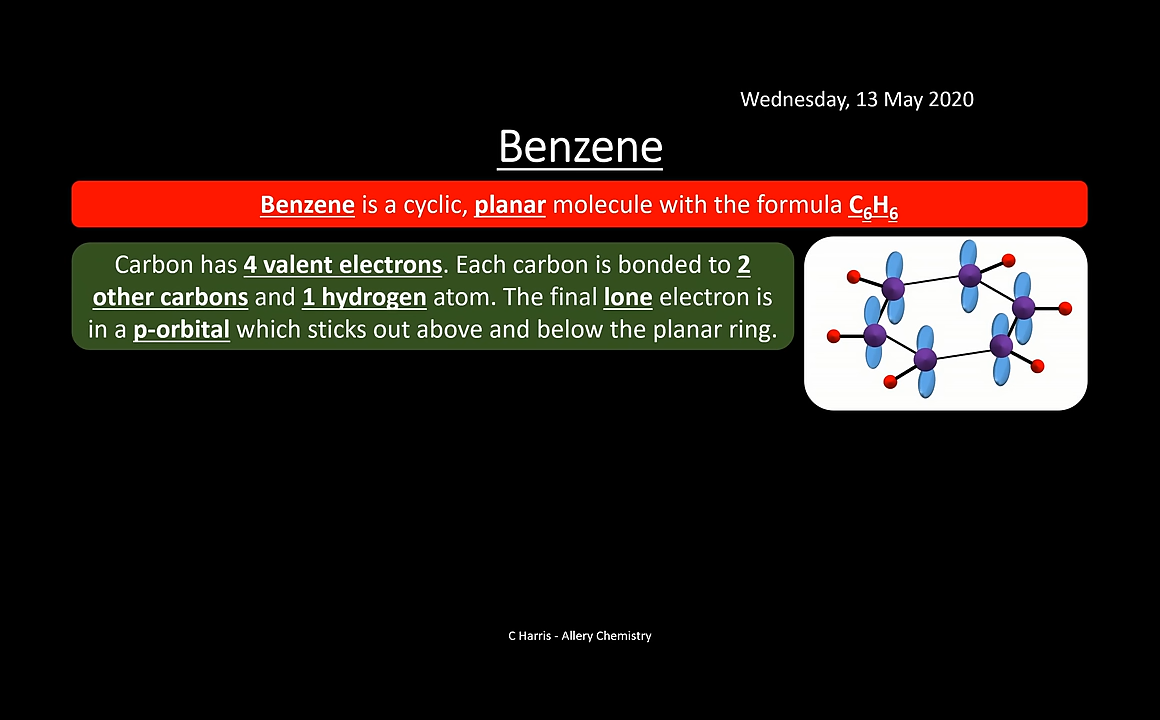 Wednesday, 13 May 2020
Benzene
Benzene is a cyclic, planar molecule with the formula C₆H₆
Carbon has 4 valent electrons. Each carbon is bonded to 2
other carbons and 1 hydrogen atom. The final lone electron is
in a p-orbital which sticks out above and below the planar ring.
C Harris - Allery Chemistry